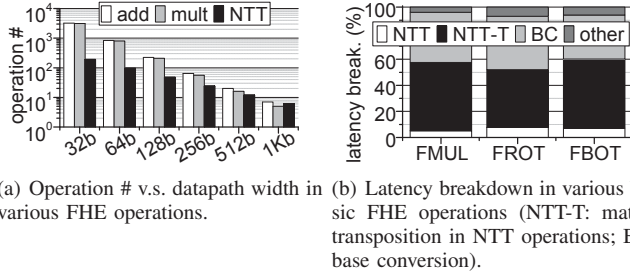 operation #
10⁴
10³
10²
10¹
10⁰
add mult NTT
32b 64b 128b 256b 512b 1Kb
latency break. (%)
100
80
60
40
20
0
NTT NTT-T BC other
FMUL FROT FBOT
(a) Operation # v.s. datapath width in
various FHE operations.
(b) Latency breakdown in various
sic FHE operations (NTT-T: mat
transposition in NTT operations;
base conversion).